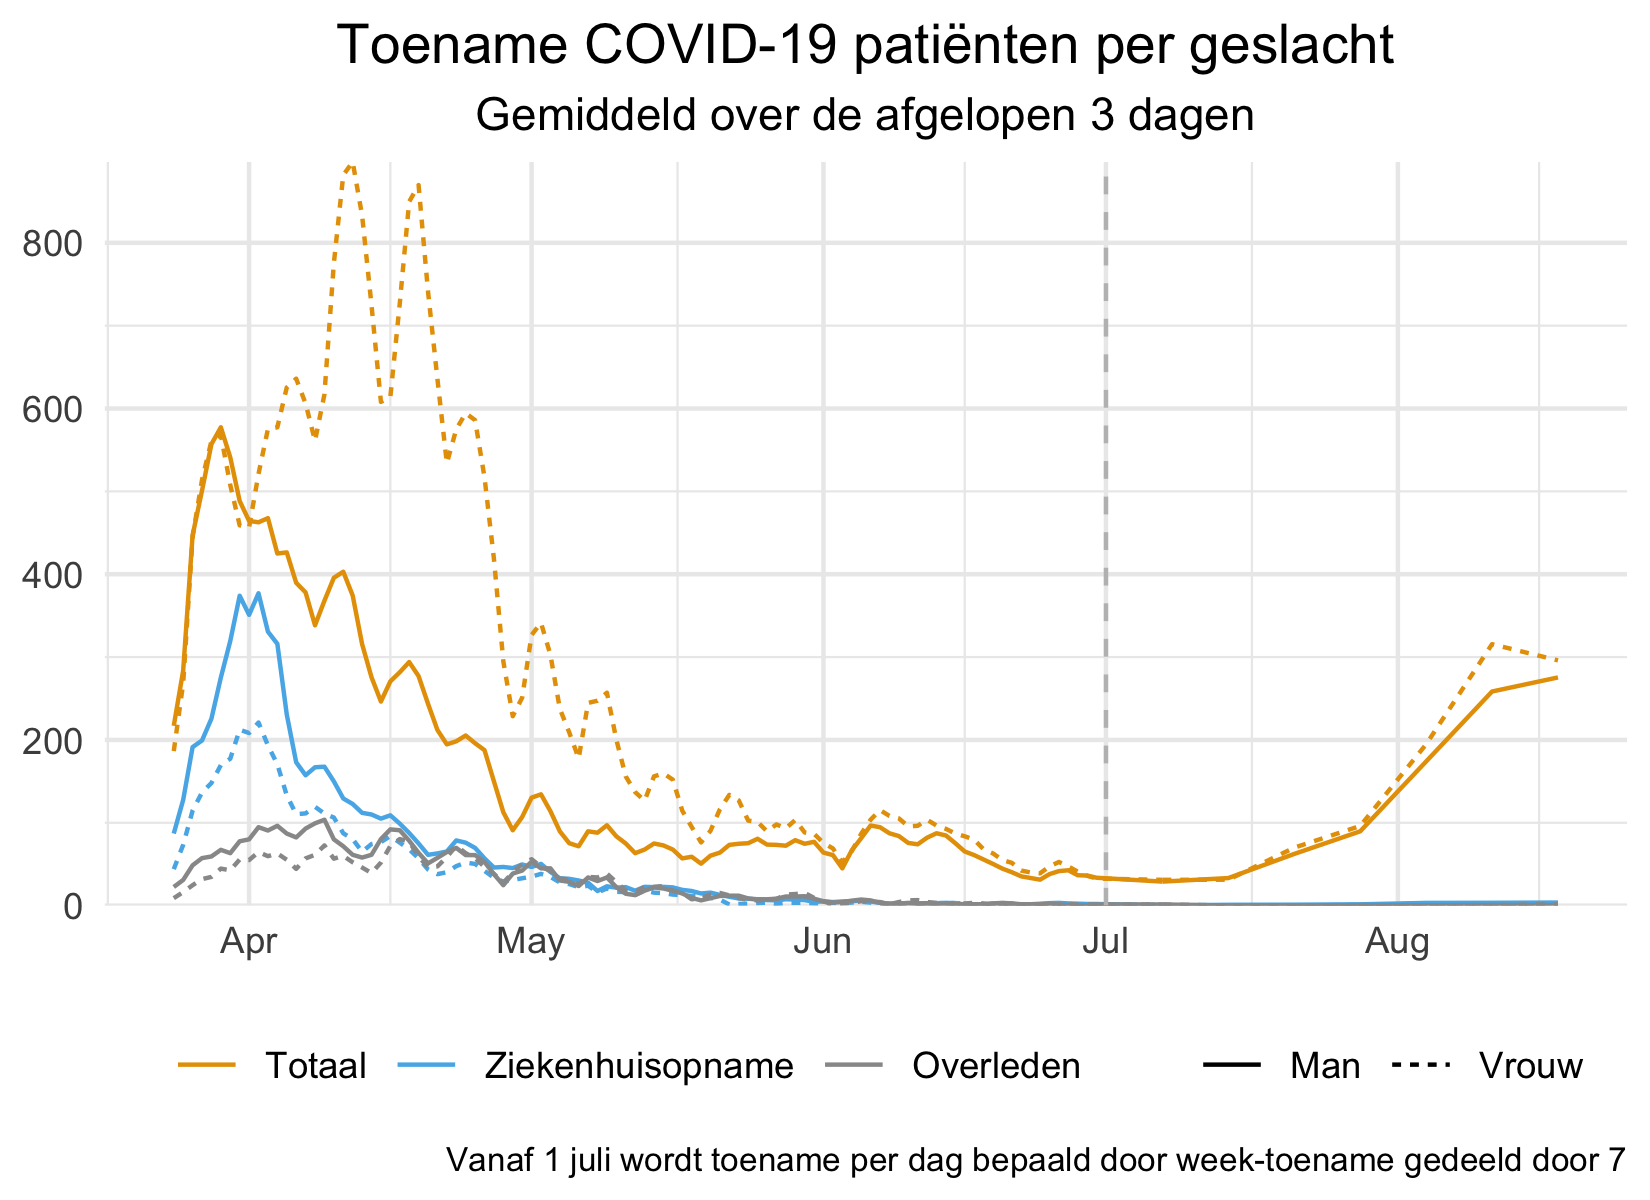 Toename COVID-19 patiënten per geslacht
Gemiddeld over de afgelopen 3 dagen
800
600
400
200
0
Apr May Jun Jul Aug
Totaal Ziekenhuisopname Overleden Man Vrouw
Vanaf 1 juli wordt toename per dag bepaald door week-toename gedeeld door 7